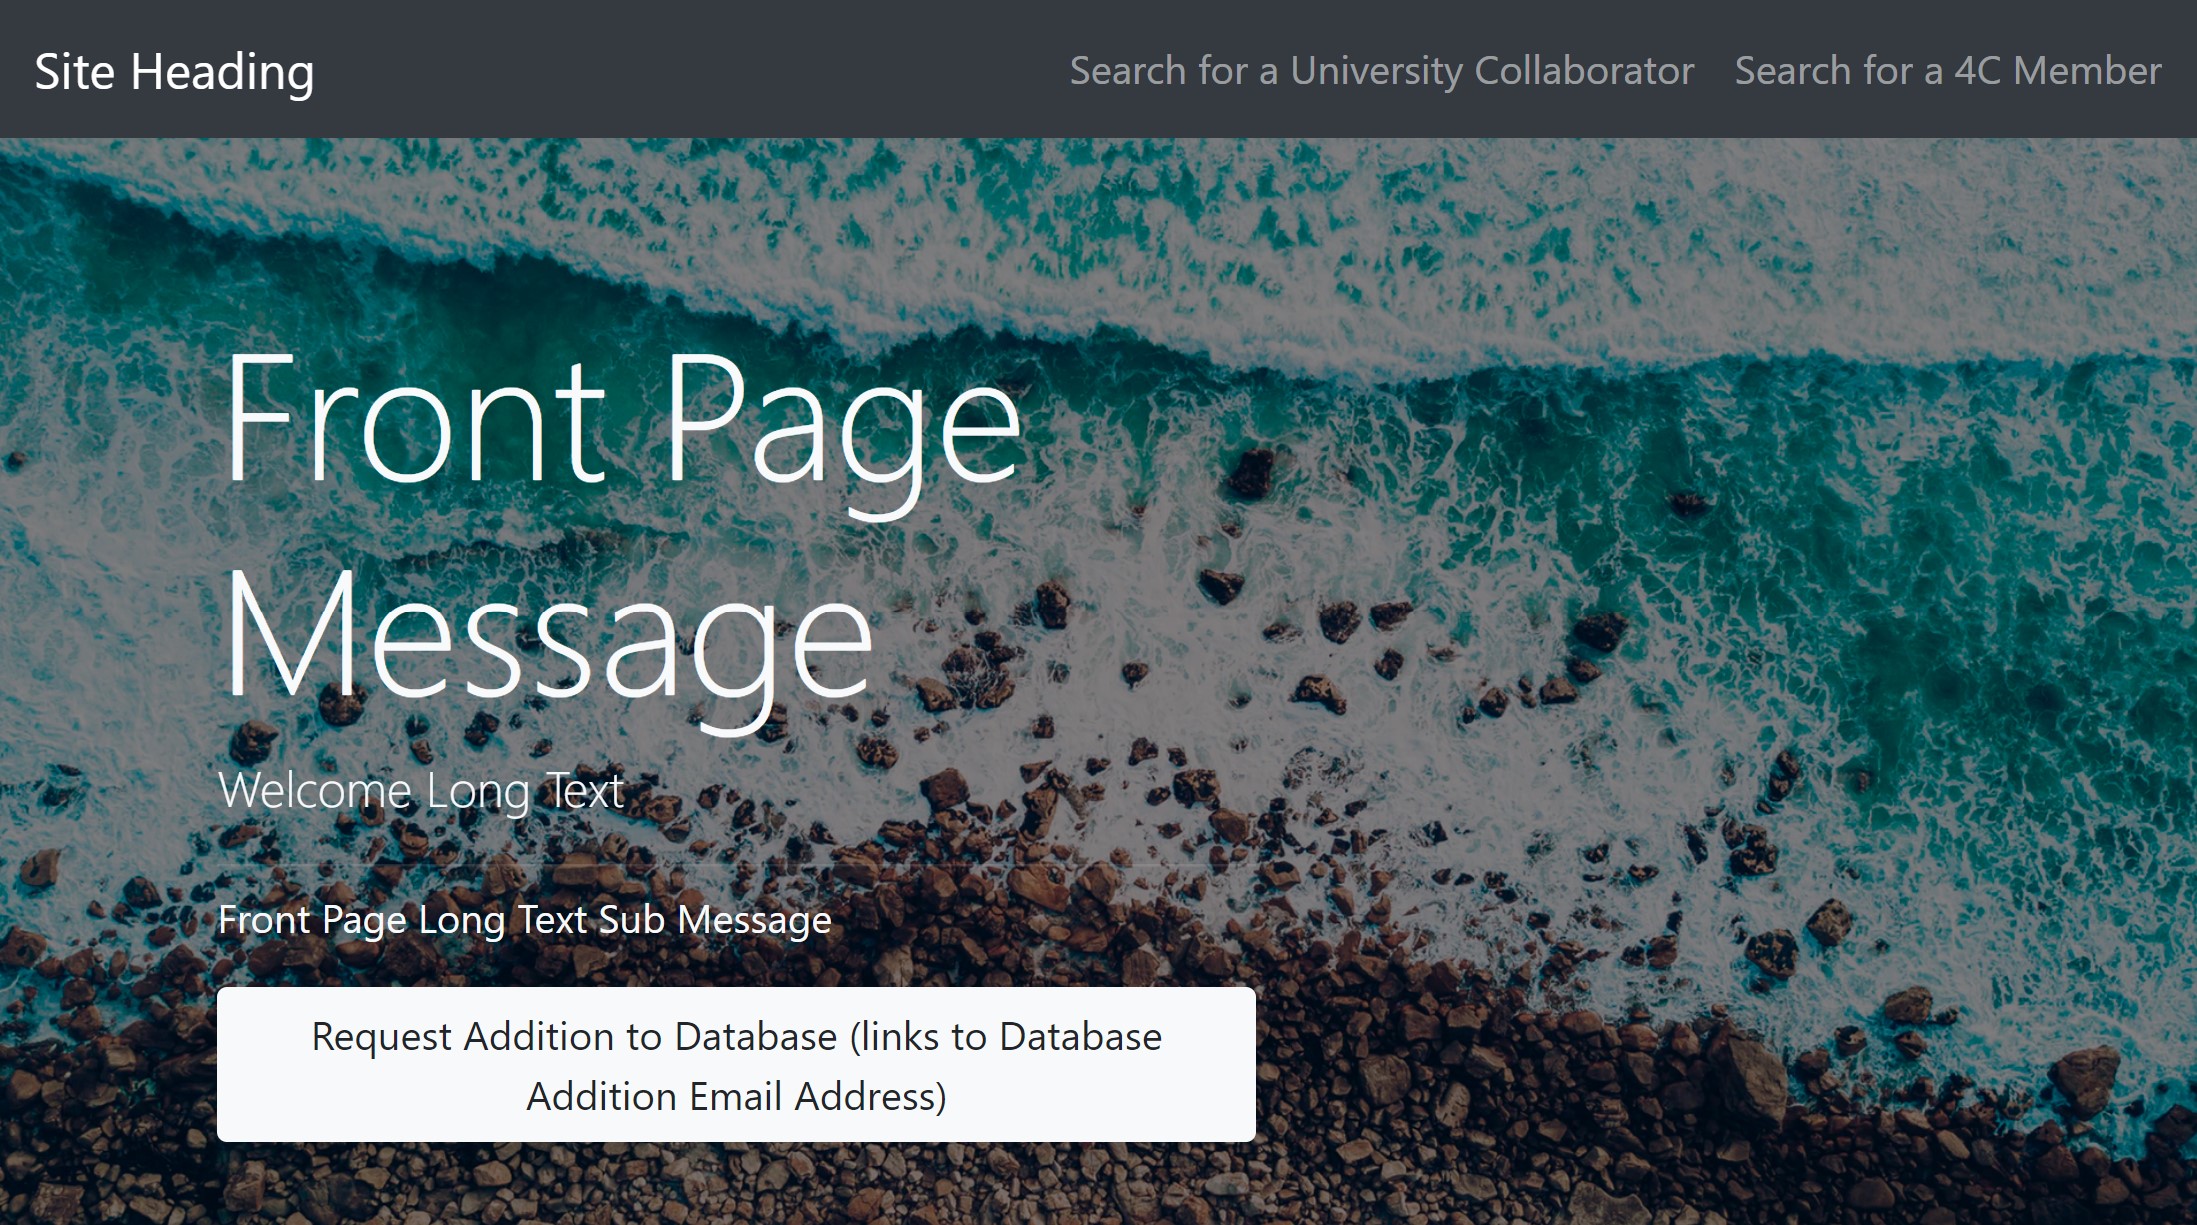 Site Heading
Search for a University Collaborator
Search for a 4C Member
Front Page
Message
Welcome Long Text
Front Page Long Text Sub Message
Request Addition to Database (links to Database
Addition Email Address)